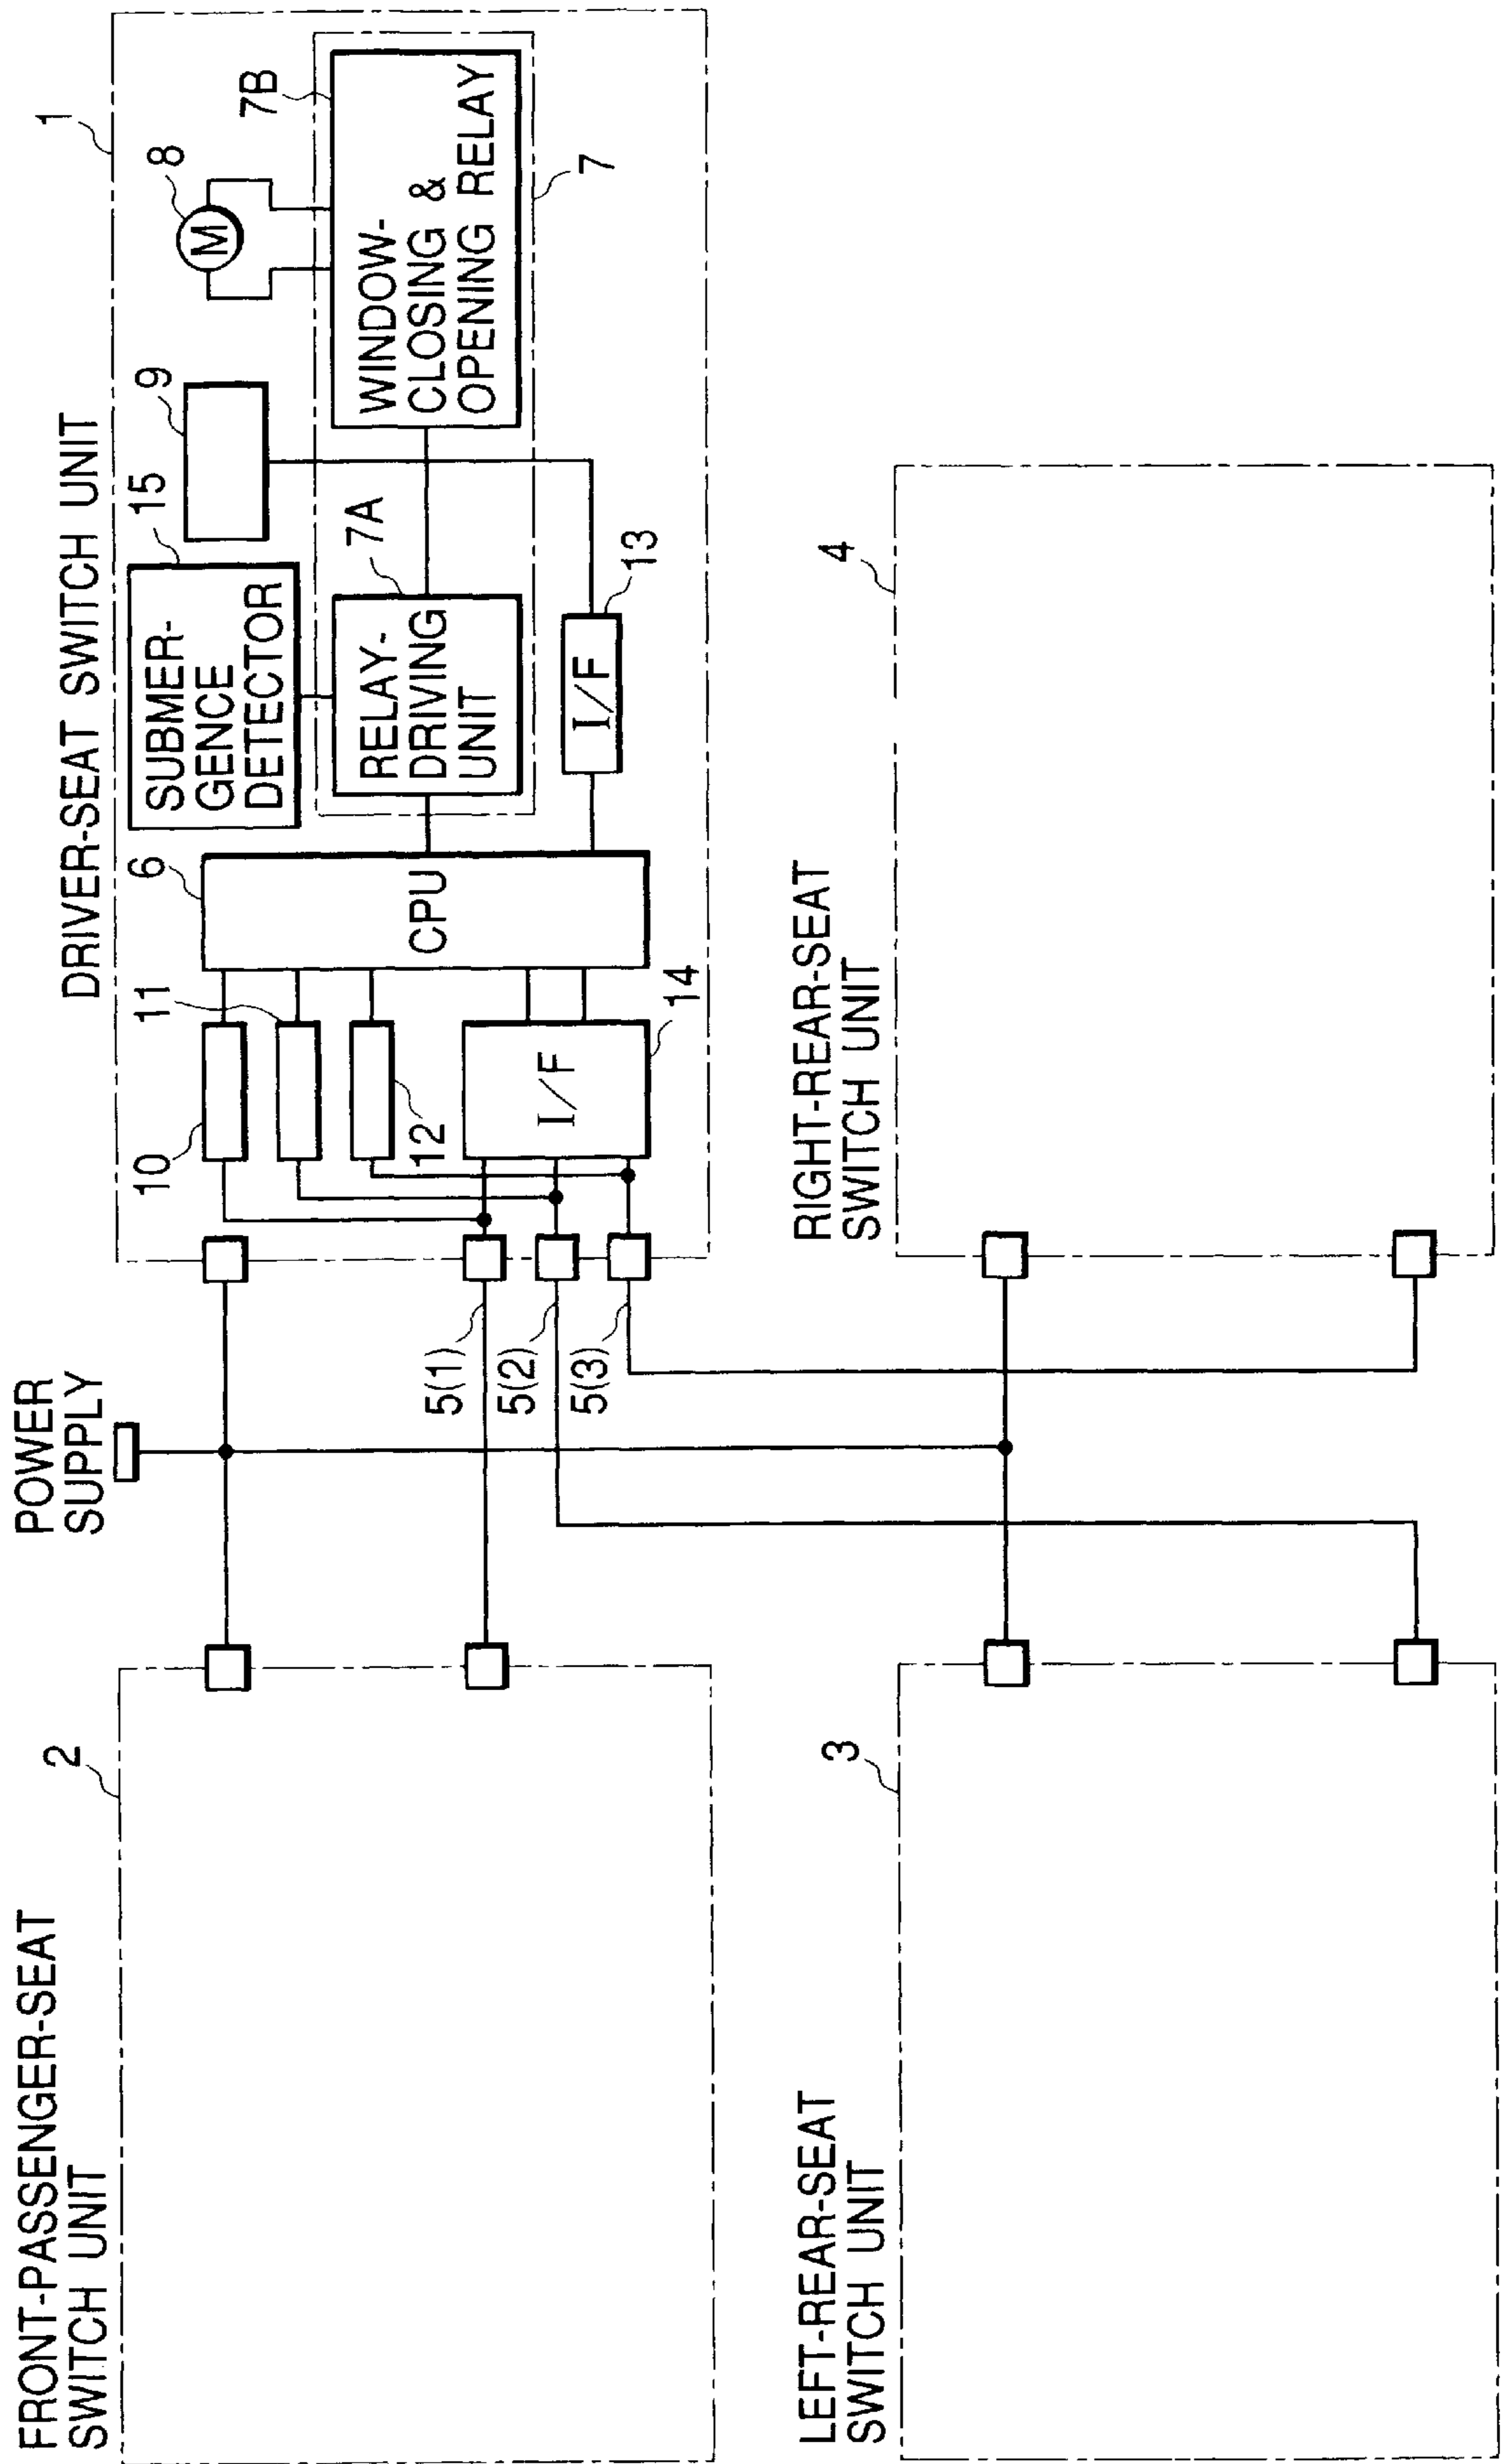 FRONT-PASSENGER-SEAT
SWITCH UNIT
2
POWER
SUPPLY
DRIVER-SEAT SWITCH UNIT
1
10
11
12
6
CPU
I/F
14
5(1)
5(2)
5(3)
15
SUBMER-
GENCE
DETECTOR
9
8
M
7B
7A
RELAY-
DRIVING
UNIT
WINDOW-
CLOSING &
OPENING RELAY
7
I/F
13
LEFT-REAR-SEAT
SWITCH UNIT
3
RIGHT-REAR-SEAT
SWITCH UNIT
4